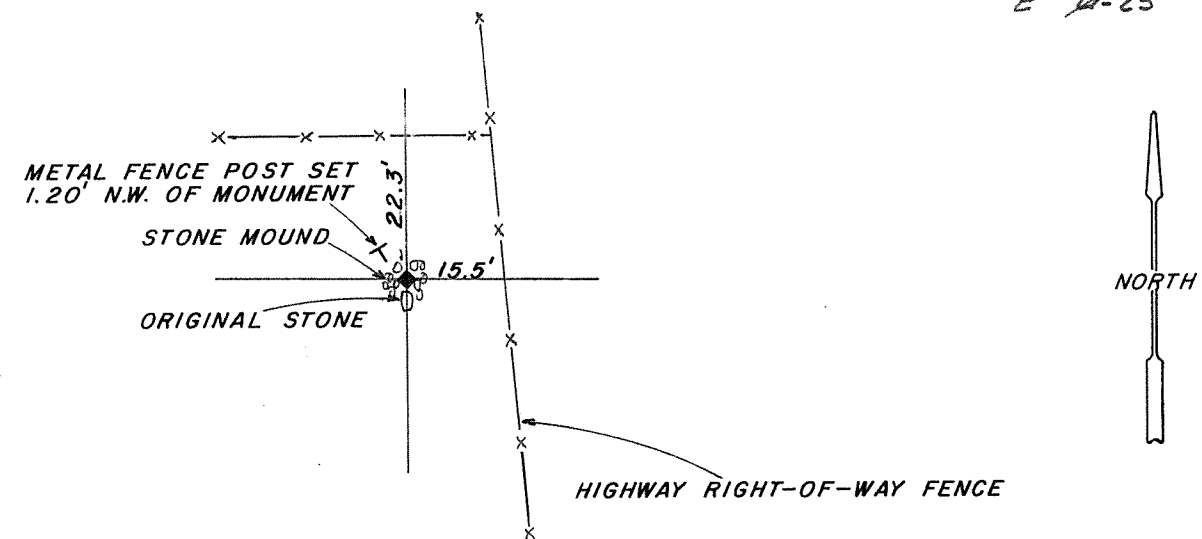 METAL FENCE POST SET
1.20' N.W. OF MONUMENT
22.3'
STONE MOUND
15.5'
ORIGINAL STONE
NORTH
HIGHWAY RIGHT-OF-WAY FENCE